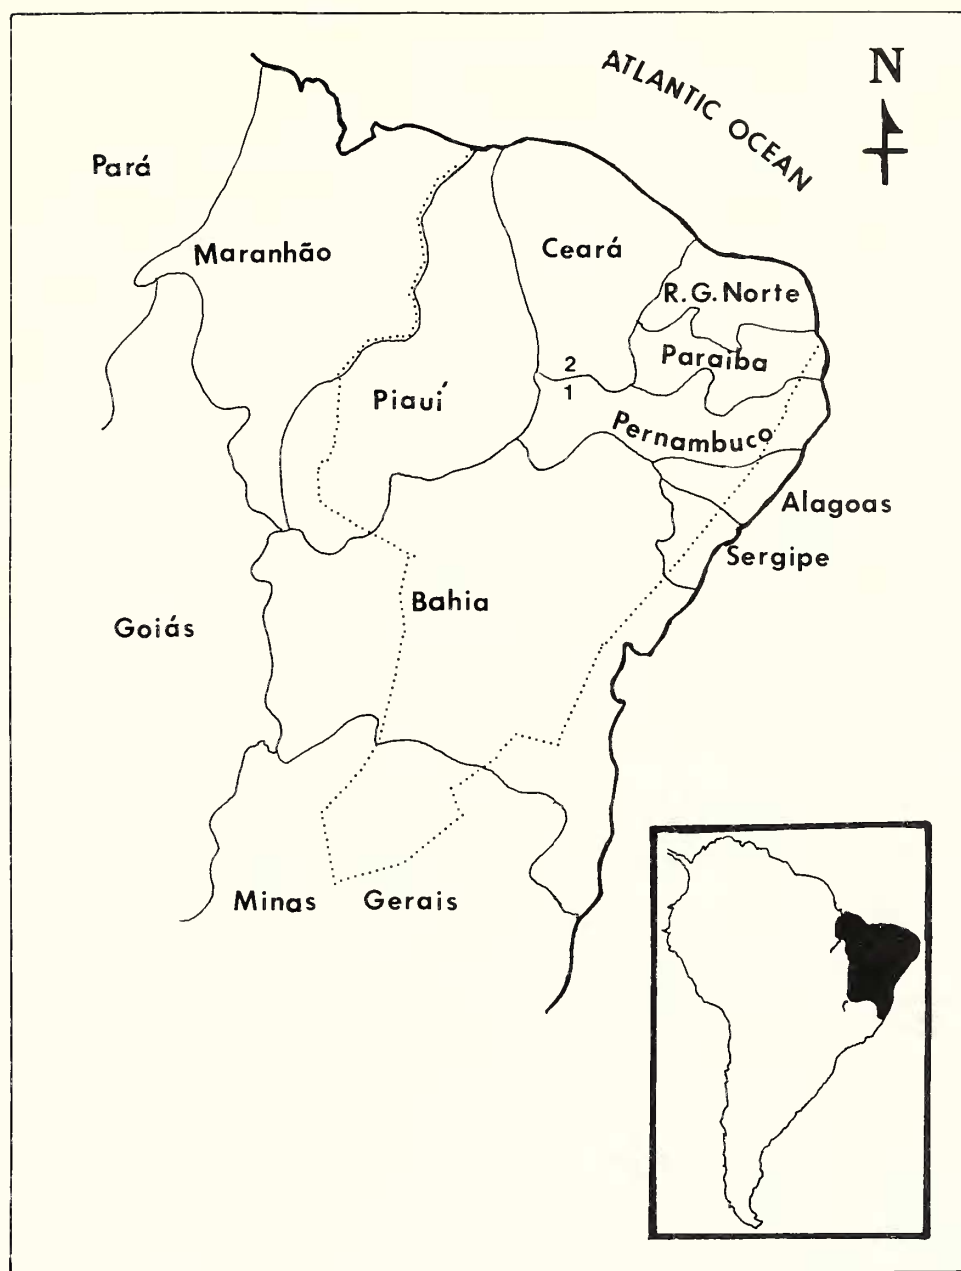 ATLANTIC OCEAN
N
Pará
Maranhão
Ceará
R.G.Norte
Paraiba
2
1
Piauí
Pernambuco
Alagoas
Sergipe
Bahia
Goiás
Minas Gerais